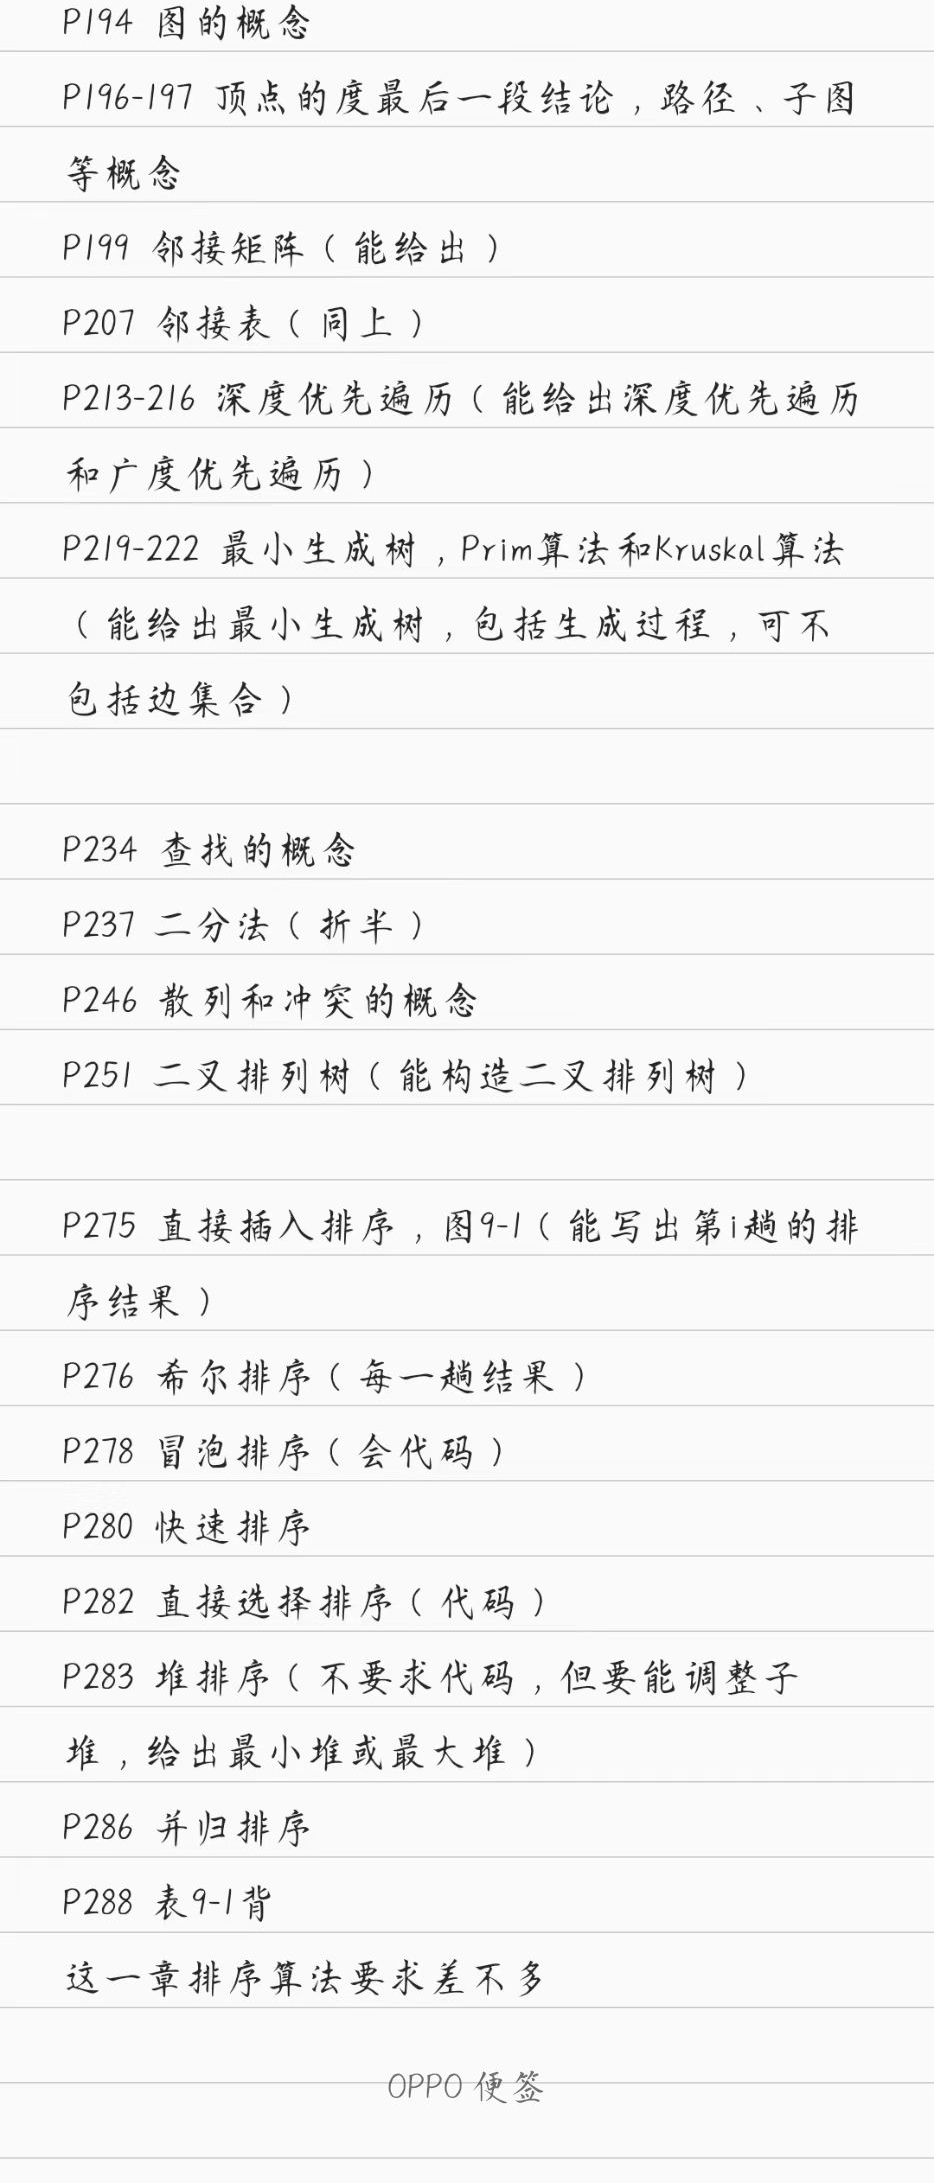 P194 图的概念
P196-197 顶点的度最后一段结论，路径、子图
等概念
P199 邻接矩阵（能给出）
P207 邻接表（同上）
P213-216 深度优先遍历（能给出深度优先遍历
和广度优先遍历）
P219-222 最小生成树，Prim算法和Kruskal算法
（能给出最小生成树，包括生成过程，可不
包括边集合）
P234 查找的概念
P237 二分法（折半）
P246 散列和冲突的概念
P251 二叉排列树（能构造二叉排列树）
P275 直接插入排序，图9-1（能写出第i趟的排
序结果）
P276 希尔排序（每一趟结果）
P278 冒泡排序（会代码）
P280 快速排序
P282 直接选择排序（代码）
P283 堆排序（不要求代码，但要能调整子
堆，给出最小堆或最大堆）
P286 并归排序
P288 表9-1背
这一章排序算法要求差不多
OPPO 便签